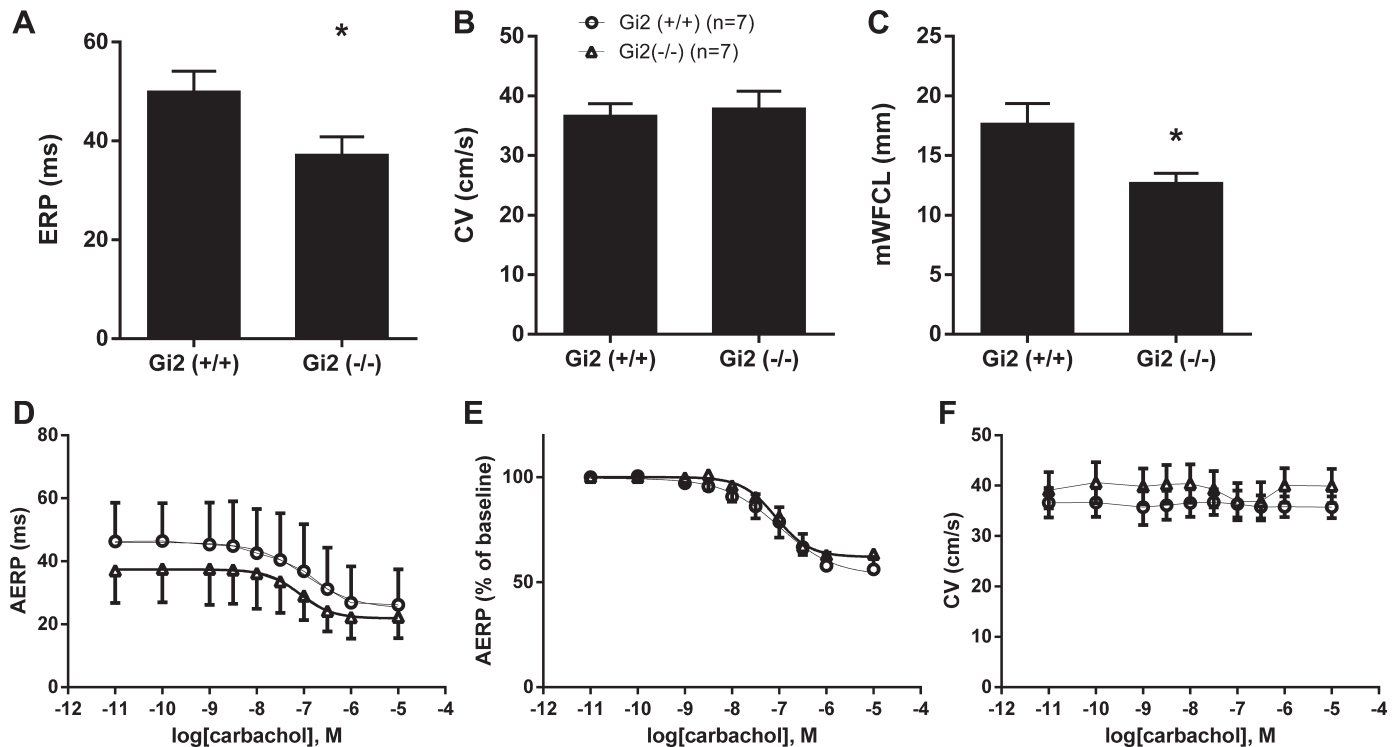 A
60
40
20
0
ERP (ms)
*
Gi2 (+/+)
Gi2 (-/-)
B
Gi2 (+/+) (n=7)
Gi2(-/-) (n=7)
50
40
30
20
10
0
CV (cm/s)
Gi2 (+/+)
Gi2 (-/-)
C
25
20
15
10
5
0
mWFCL (mm)
*
Gi2 (+/+)
Gi2 (-/-)
D
80
60
40
20
0
AERP (ms)
-12 -11 -10 -9 -8 -7 -6 -5 -4
log[carbachol], M
E
100
50
0
AERP (% of baseline)
-12 -11 -10 -9 -8 -7 -6 -5 -4
log[carbachol], M
F
50
40
30
20
10
0
CV (cm/s)
-12 -11 -10 -9 -8 -7 -6 -5 -4
log[carbachol], M